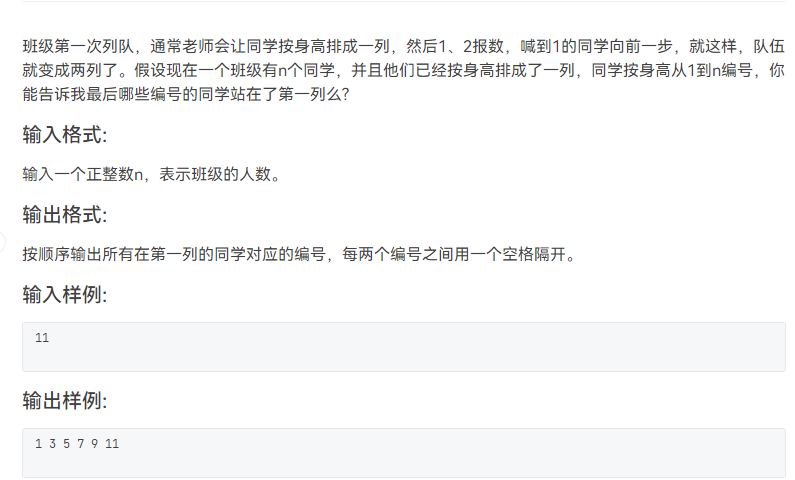 班级第一次列队，通常老师会让同学按身高排成一列，然后1、2报数，喊到1的同学向前一步，就这样，队伍
就变成两列了。假设现在一个班级有n个同学，并且他们已经按身高排成了一列，同学按身高从1到n编号，你
能告诉我最后哪些编号的同学站在了第一列么？
输入格式:
输入一个正整数n，表示班级的人数。
输出格式:
按顺序输出所有在第一列的同学对应的编号，每两个编号之间用一个空格隔开。
输入样例:
11
输出样例:
1 3 5 7 9 11